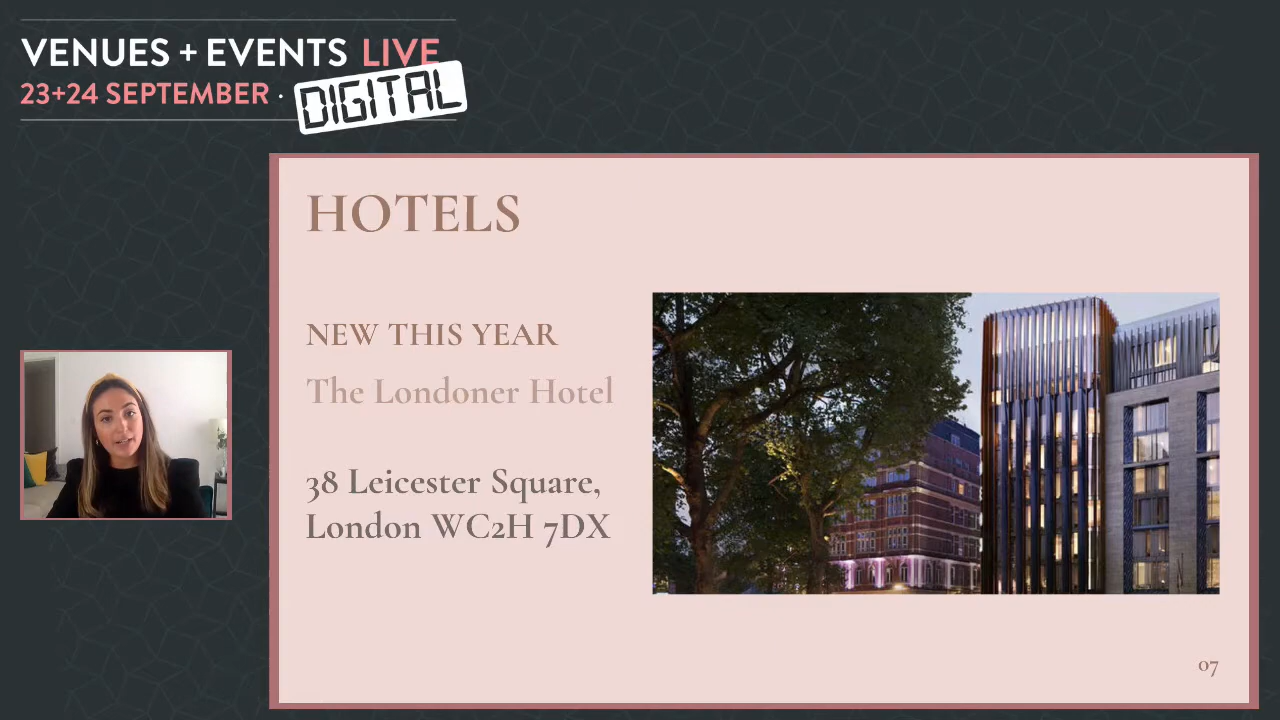 VENUES + EVENTS LIVE
23+24 SEPTEMBER · DIGITAL
HOTELS
NEW THIS YEAR
The Londoner Hotel
38 Leicester Square,
London WC2H 7DX
07